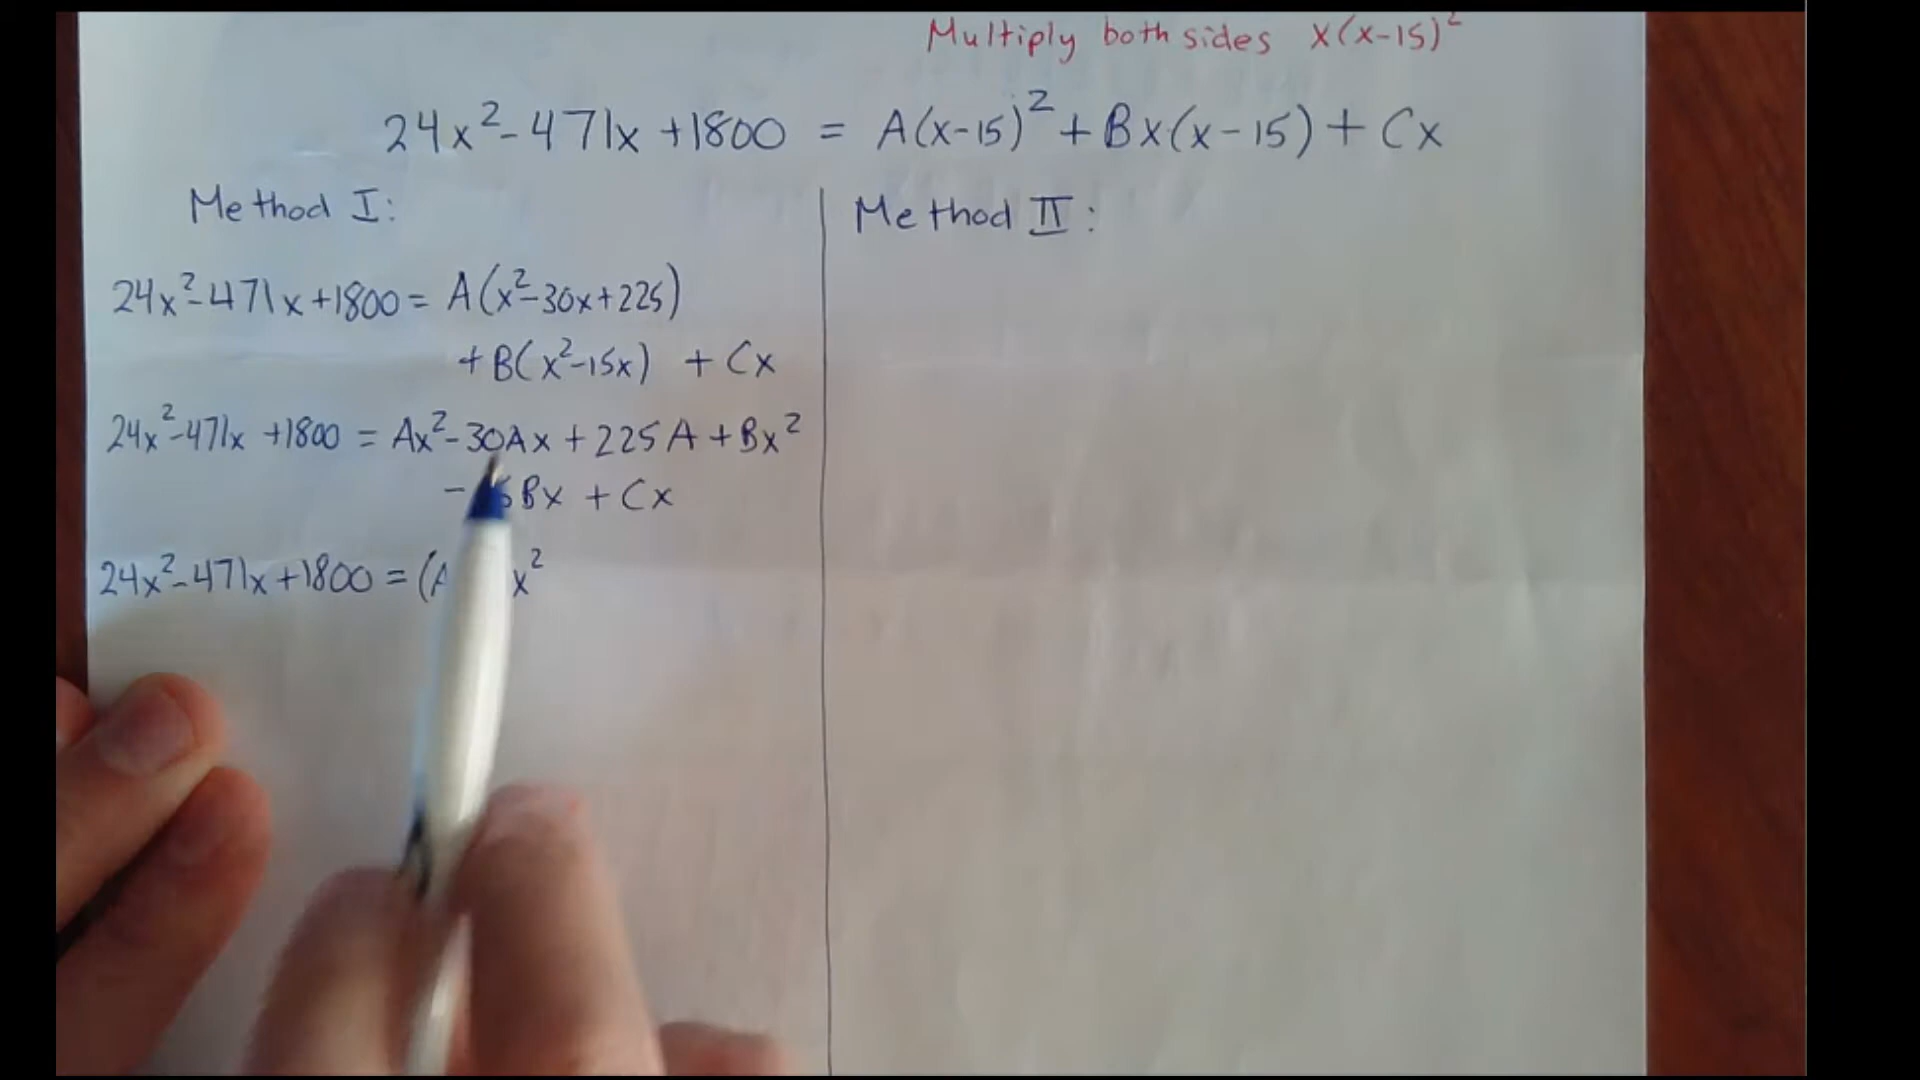 Multiply both sides x(x-15)²
24x² - 471x + 1800 = A(x-15)² + Bx(x-15) + Cx
Method I:
24x² - 471x + 1800 = A(x² - 30x + 225)
+ B(x² - 15x) + Cx
24x² - 471x + 1800 = Ax² - 30Ax + 225A + Bx²
- 5Bx + Cx
24x² - 471x + 1800 = (A x²
Method II: